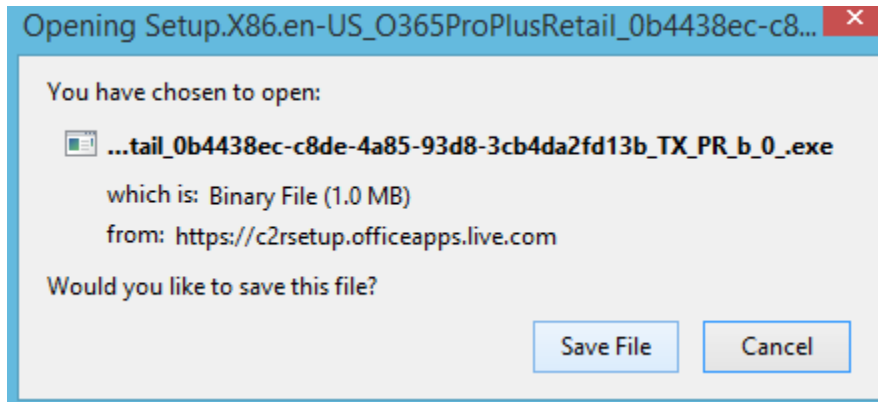 Opening Setup.X86.en-US_O365ProPlusRetail_0b4438ec-c8...
You have chosen to open:
...tail_0b4438ec-c8de-4a85-93d8-3cb4da2fd13b_TX_PR_b_0_.exe
which is: Binary File (1.0 MB)
from: https://c2rsetup.officeapps.live.com
Would you like to save this file?
Save File Cancel